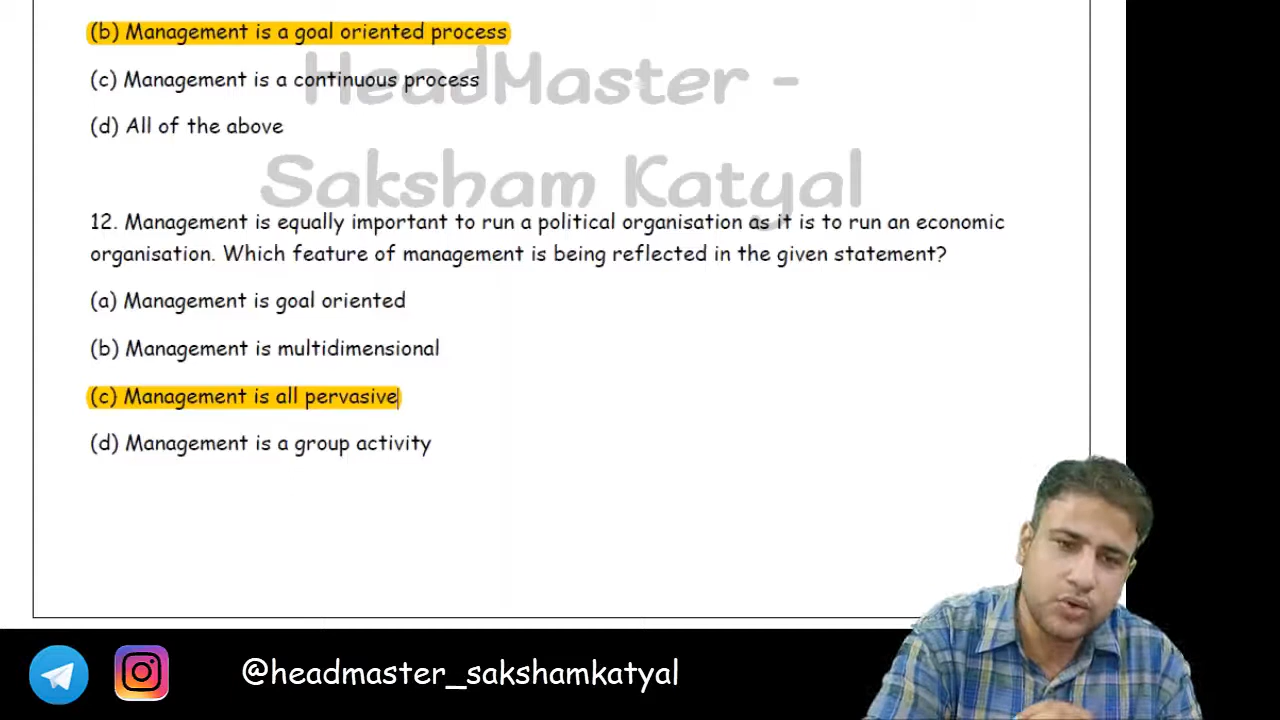 (b) Management is a goal oriented process
(c) Management is a continuous process
(d) All of the above
HeadMaster -
Saksham Katyal
12. Management is equally important to run a political organisation as it is to run an economic
organisation. Which feature of management is being reflected in the given statement?
(a) Management is goal oriented
(b) Management is multidimensional
(c) Management is all pervasive
(d) Management is a group activity
@headmaster_sakshamkatyal